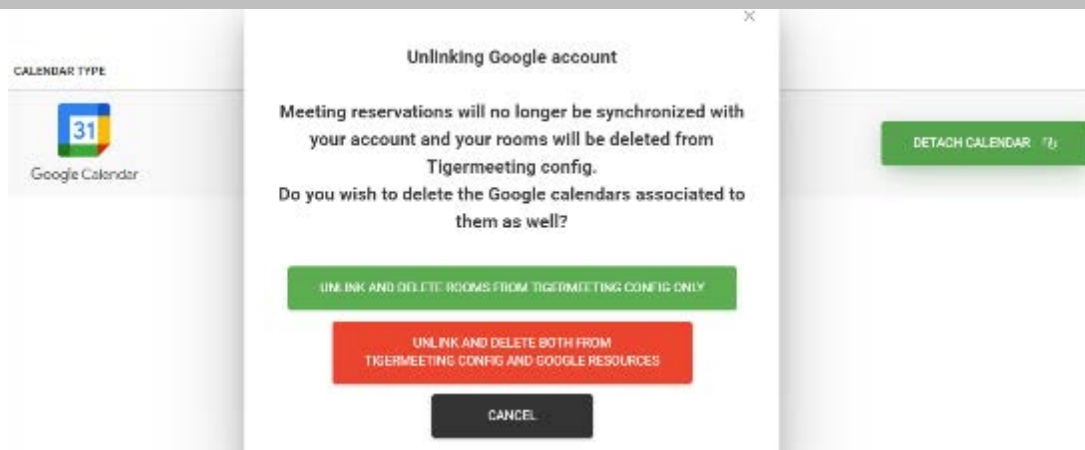 Unlinking Google account
CALENDAR TYPE
Meeting reservations will no longer be synchronized with
your account and your rooms will be deleted from
Tigermeeting config.
Do you wish to delete the Google calendars associated to
them as well?
31
Google Calendar
DETACH CALENDAR
UNLINK AND DELETE ROOMS FROM TIGERMEETING CONFIG ONLY
UNLINK AND DELETE BOTH FROM
TIGERMEETING CONFIG AND GOOGLE RESOURCES
CANCEL